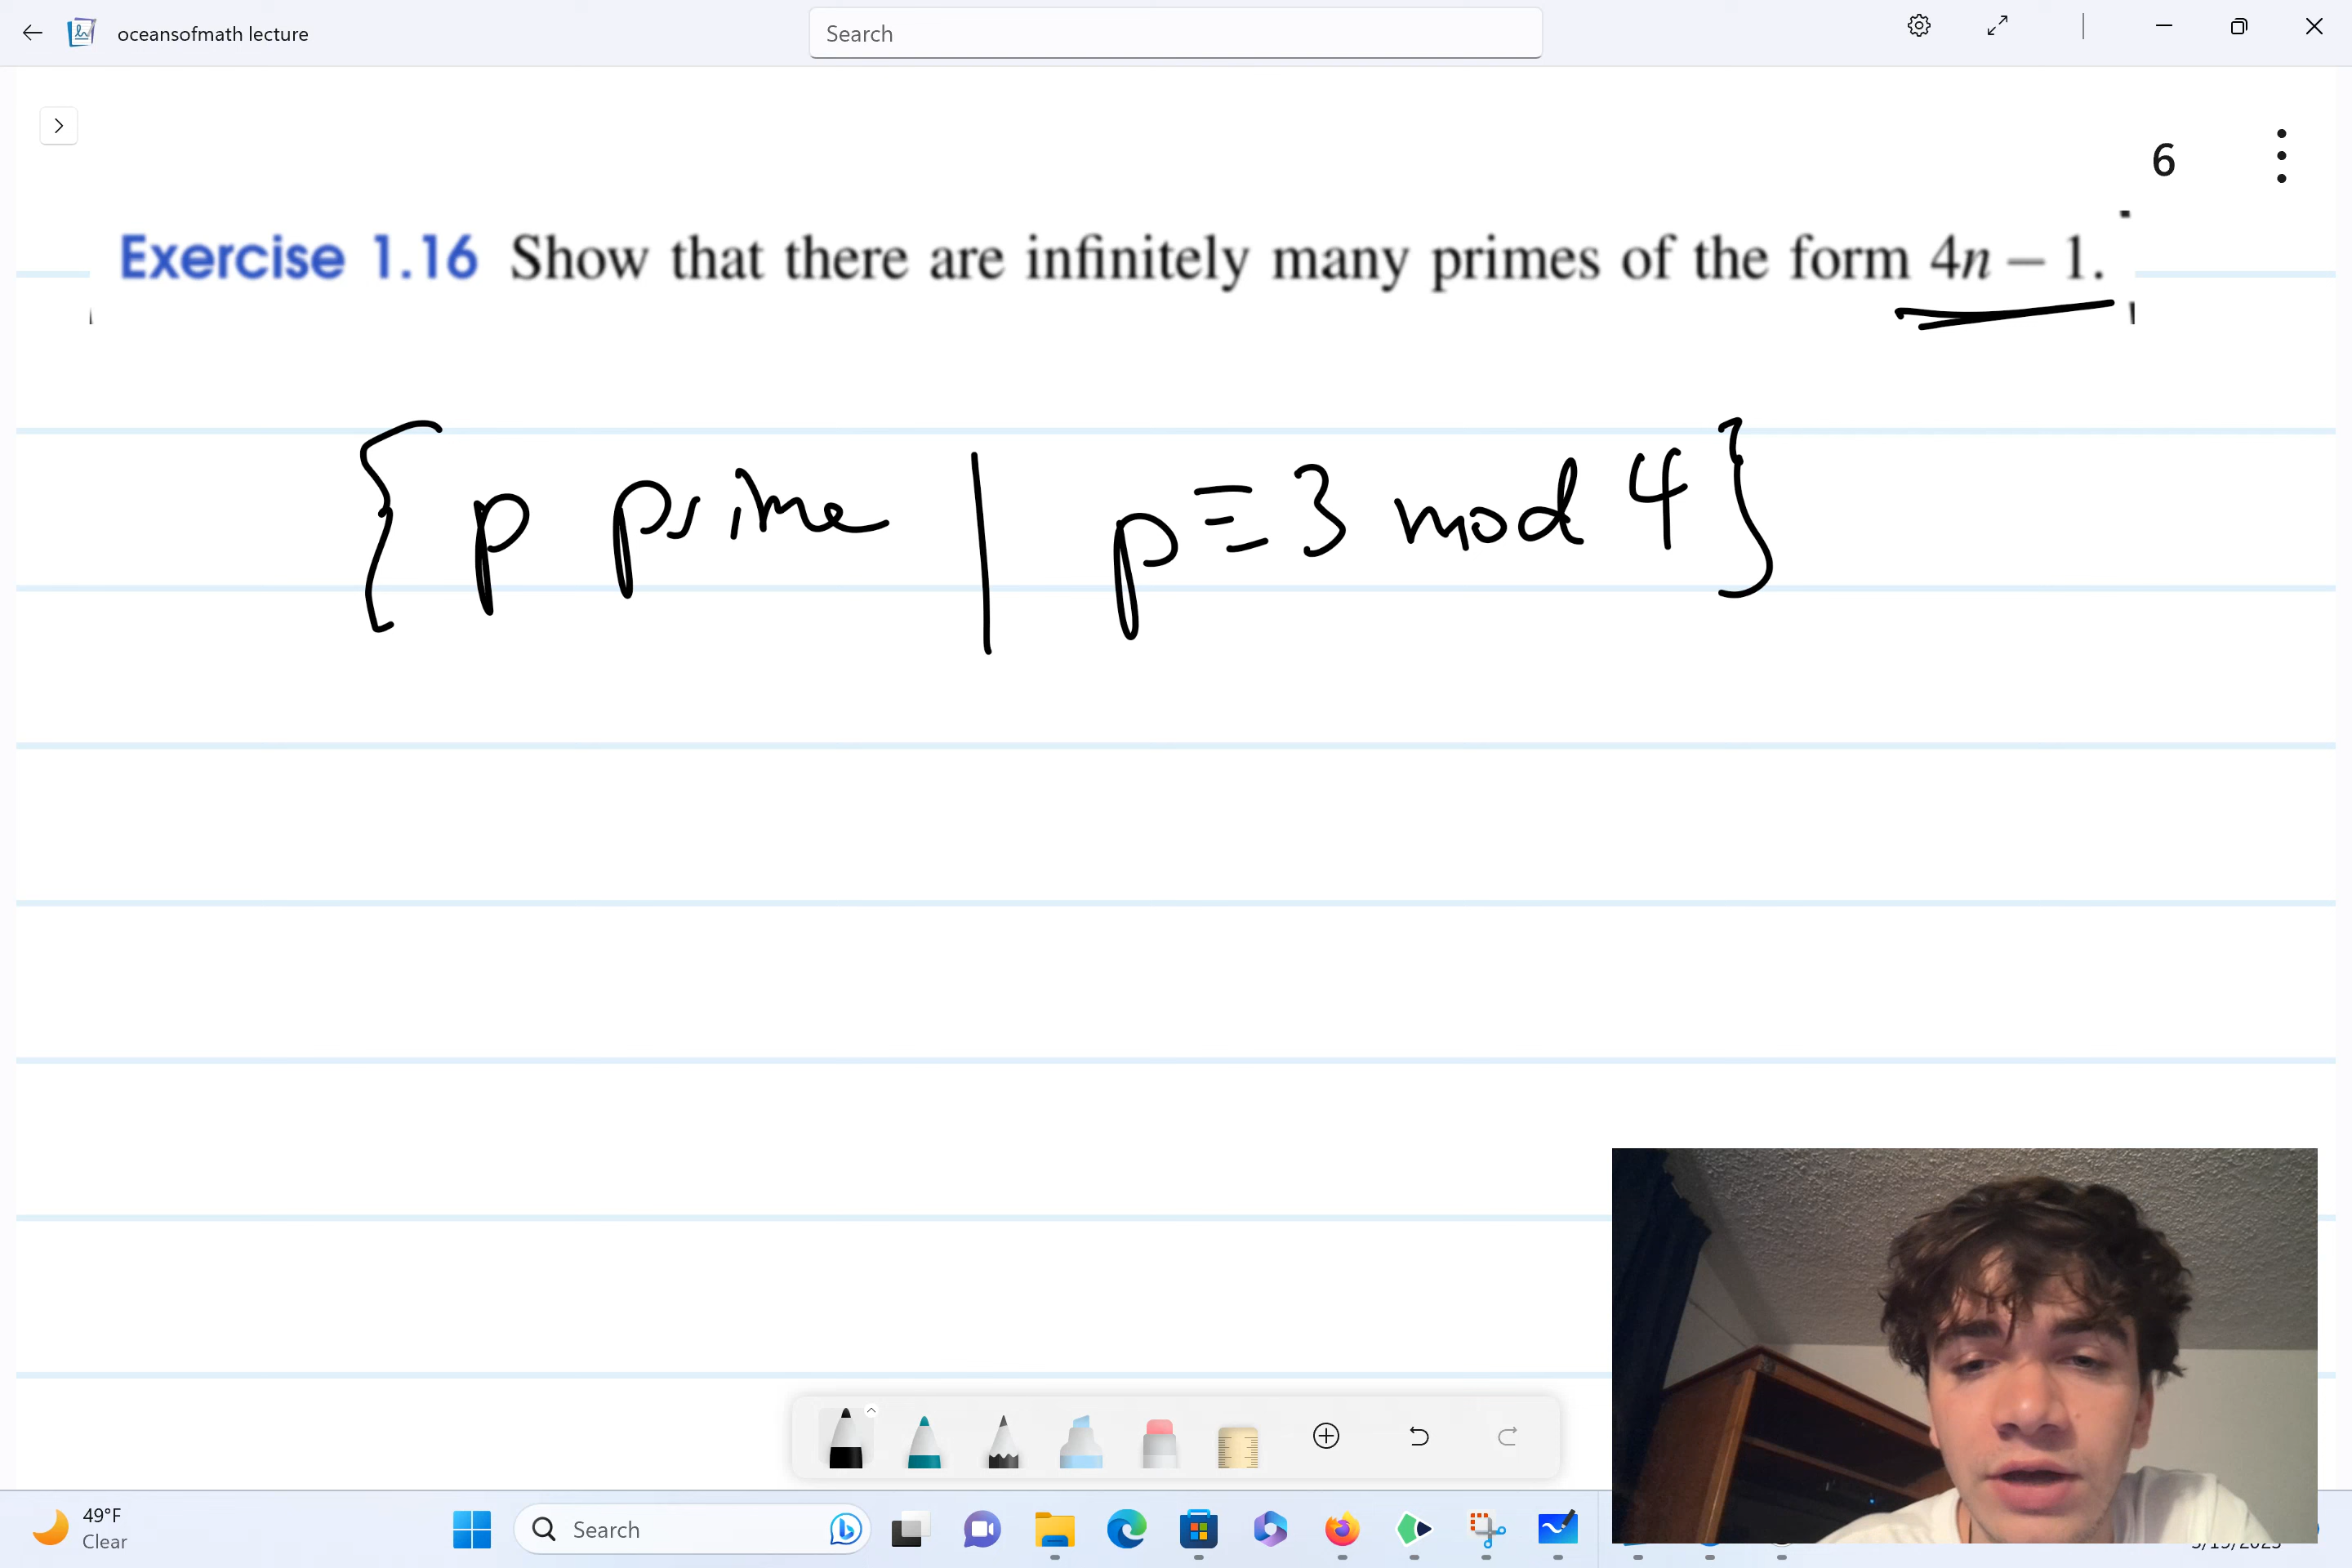 oceansofmath lecture
Search
6
Exercise 1.16 Show that there are infinitely many primes of the form 4n − 1.
{ p prime | p ≡ 3 mod 4 }
49°F
Clear
Search